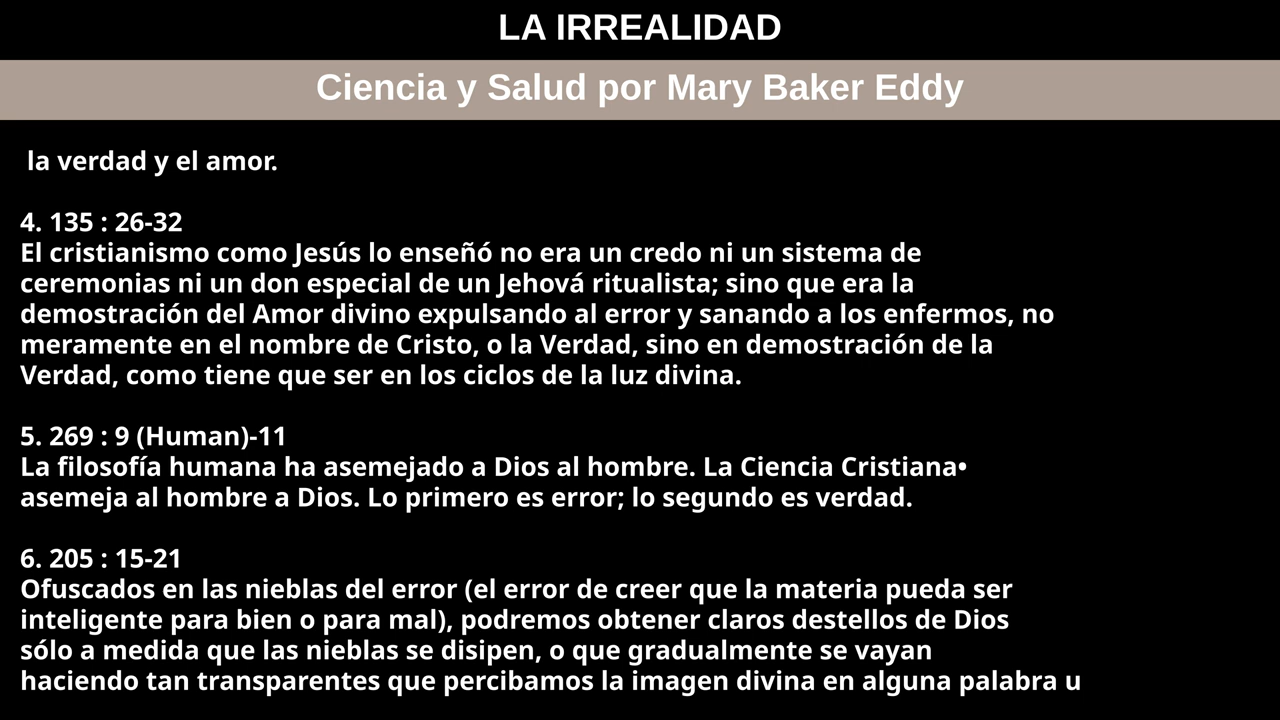 LA IRREALIDAD
Ciencia y Salud por Mary Baker Eddy
la verdad y el amor.
4. 135 : 26-32
El cristianismo como Jesús lo enseñó no era un credo ni un sistema de
ceremonias ni un don especial de un Jehová ritualista; sino que era la
demostración del Amor divino expulsando al error y sanando a los enfermos, no
meramente en el nombre de Cristo, o la Verdad, sino en demostración de la
Verdad, como tiene que ser en los ciclos de la luz divina.
5. 269 : 9 (Human)-11
La filosofía humana ha asemejado a Dios al hombre. La Ciencia Cristiana•
asemeja al hombre a Dios. Lo primero es error; lo segundo es verdad.
6. 205 : 15-21
Ofuscados en las nieblas del error (el error de creer que la materia pueda ser
inteligente para bien o para mal), podremos obtener claros destellos de Dios
sólo a medida que las nieblas se disipen, o que gradualmente se vayan
haciendo tan transparentes que percibamos la imagen divina en alguna palabra u